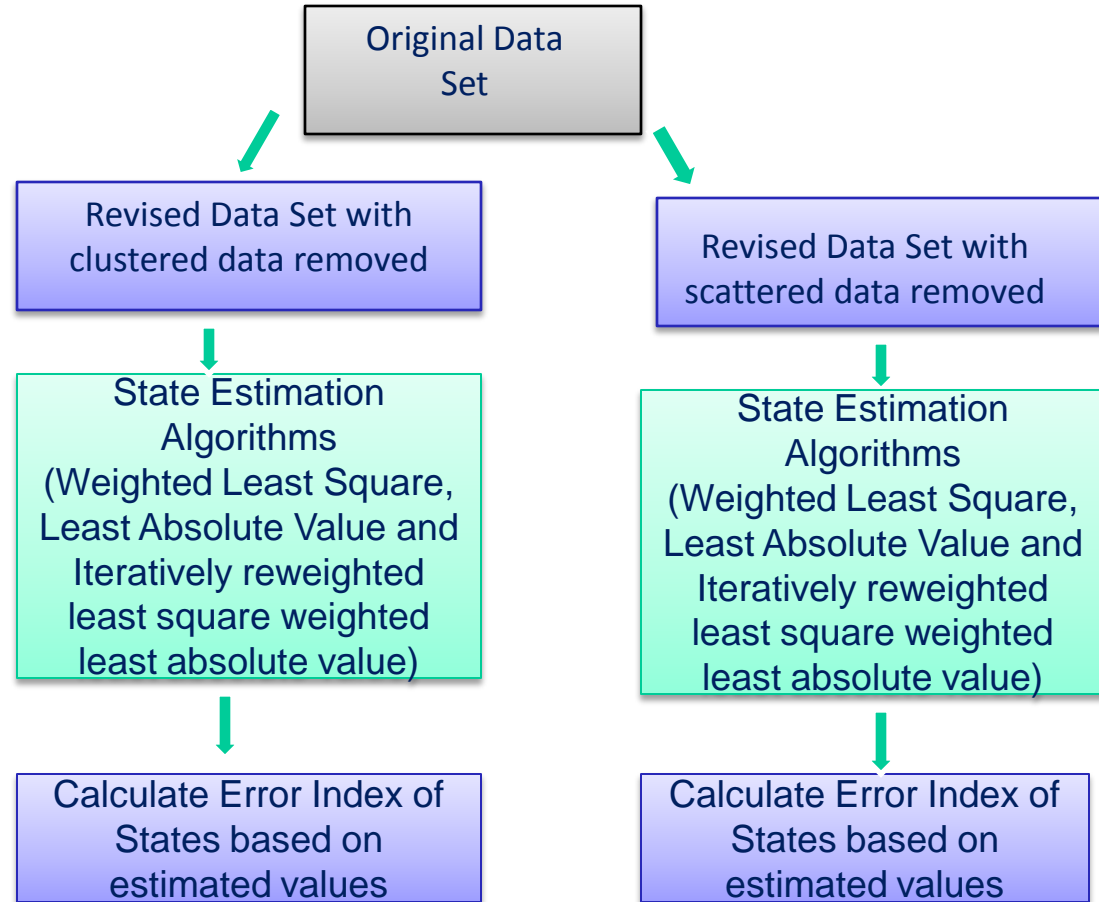 Original Data
Set
Revised Data Set with
clustered data removed
Revised Data Set with
scattered data removed
State Estimation
Algorithms
(Weighted Least Square,
Least Absolute Value and
Iteratively reweighted
least square weighted
least absolute value)
State Estimation
Algorithms
(Weighted Least Square,
Least Absolute Value and
Iteratively reweighted
least square weighted
least absolute value)
Calculate Error Index of
States based on
estimated values
Calculate Error Index of
States based on
estimated values